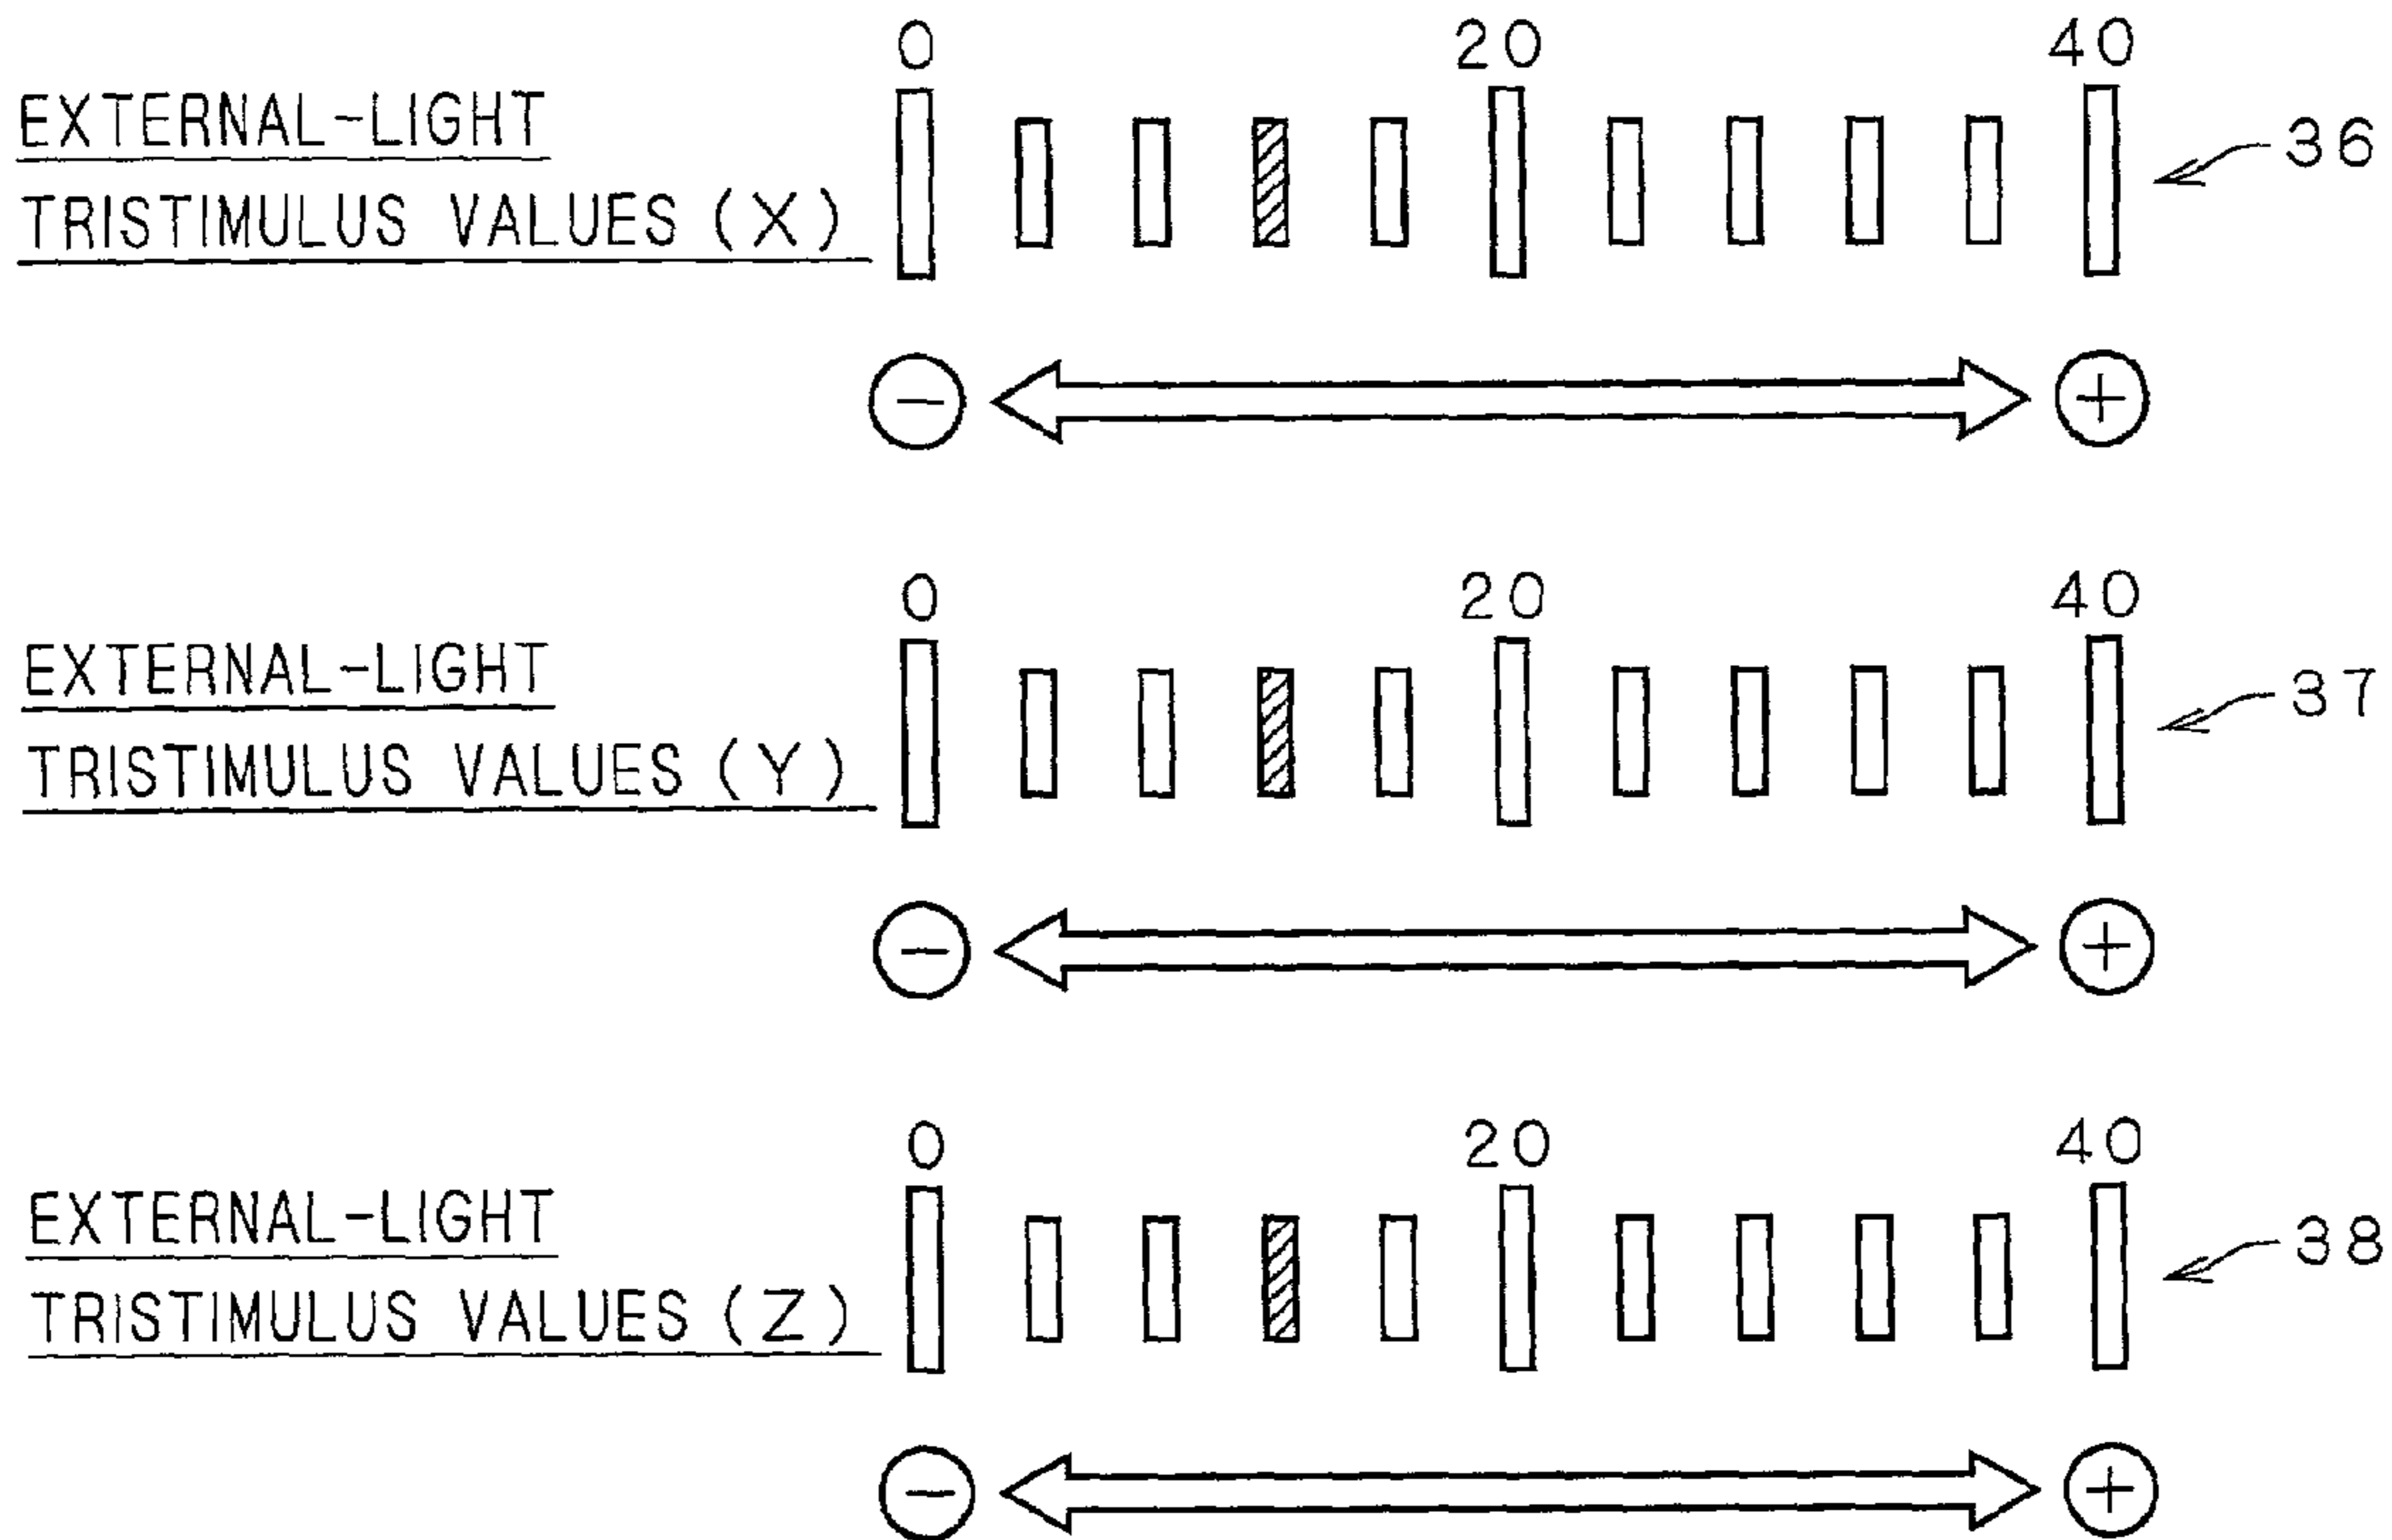 0 20 40
EXTERNAL-LIGHT
TRISTIMULUS VALUES (X)
36
− +
0 20 40
EXTERNAL-LIGHT
TRISTIMULUS VALUES (Y)
37
− +
0 20 40
EXTERNAL-LIGHT
TRISTIMULUS VALUES (Z)
38
− +